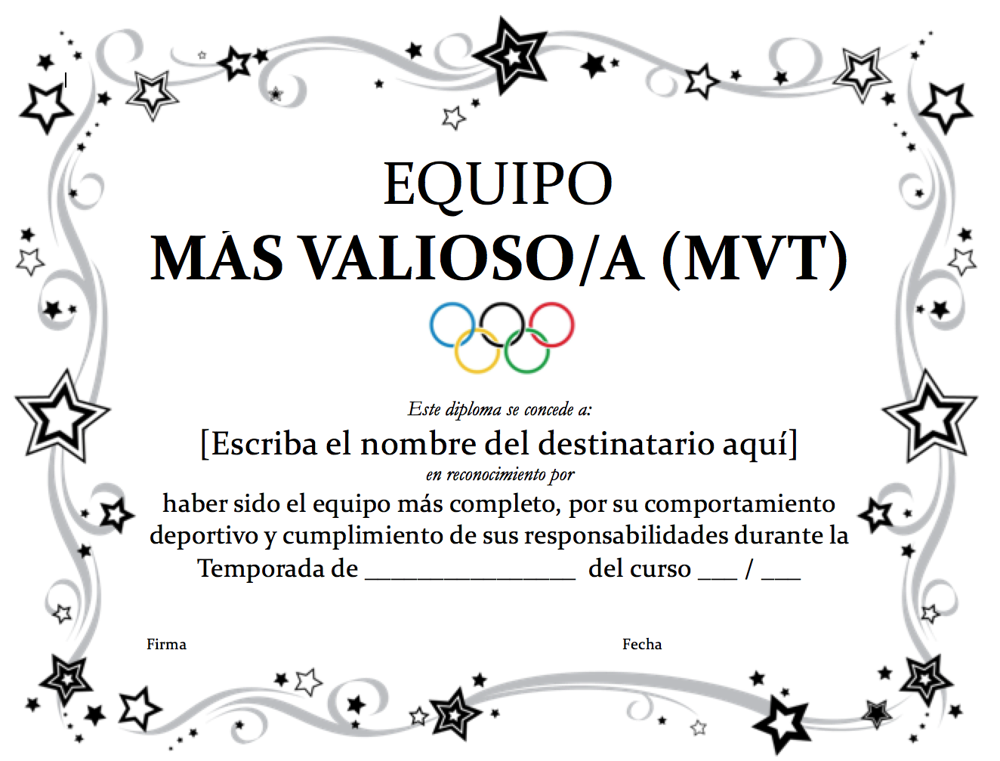 EQUIPO
MÁS VALIOSO/A (MVT)
Este diploma se concede a:
[Escriba el nombre del destinatario aquí]
en reconocimiento por
haber sido el equipo más completo, por su comportamiento
deportivo y cumplimiento de sus responsabilidades durante la
Temporada de ________________ del curso ___ / ___
Firma Fecha